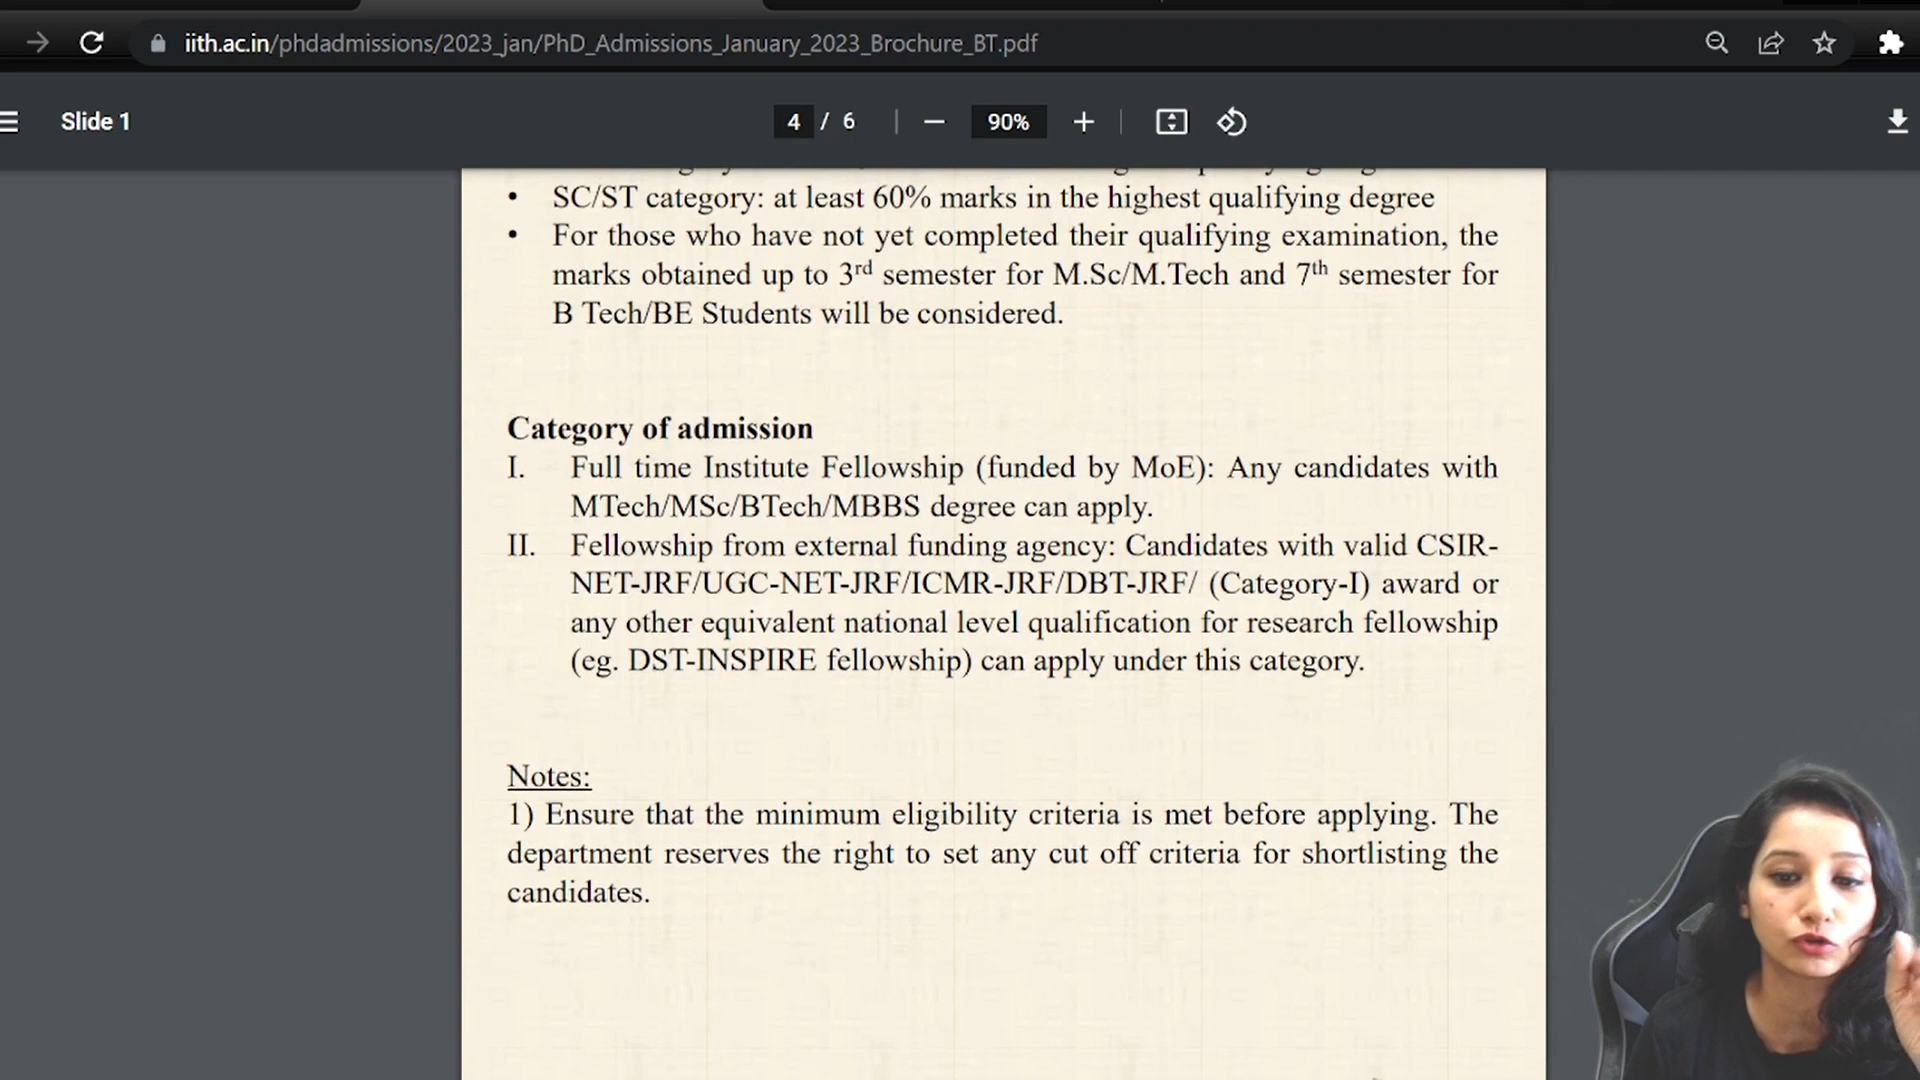 iith.ac.in/phdadmissions/2023_jan/PhD_Admissions_January_2023_Brochure_BT.pdf
Slide 1
4 / 6
90%
• SC/ST category: at least 60% marks in the highest qualifying degree
• For those who have not yet completed their qualifying examination, the
marks obtained up to 3rd semester for M.Sc/M.Tech and 7th semester for
B Tech/BE Students will be considered.
Category of admission
I. Full time Institute Fellowship (funded by MoE): Any candidates with
MTech/MSc/BTech/MBBS degree can apply.
II. Fellowship from external funding agency: Candidates with valid CSIR-
NET-JRF/UGC-NET-JRF/ICMR-JRF/DBT-JRF/ (Category-I) award or
any other equivalent national level qualification for research fellowship
(eg. DST-INSPIRE fellowship) can apply under this category.
Notes:
1) Ensure that the minimum eligibility criteria is met before applying. The
department reserves the right to set any cut off criteria for shortlisting the
candidates.